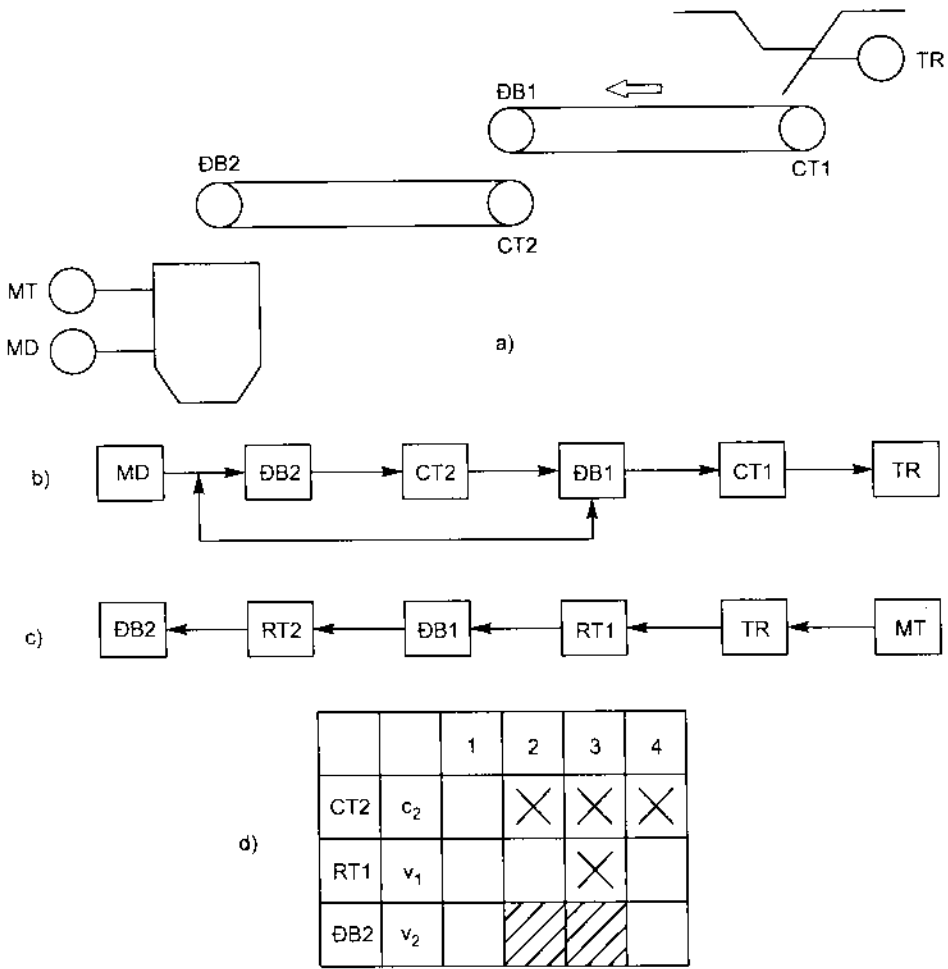 TR
ĐB1
CT1
ĐB2
CT2
MT
MD
a)
b) MD ĐB2 CT2 ĐB1 CT1 TR
c) ĐB2 RT2 ĐB1 RT1 TR MT
1 2 3 4
CT2 c₂
d)
RT1 v₁
ĐB2 v₂